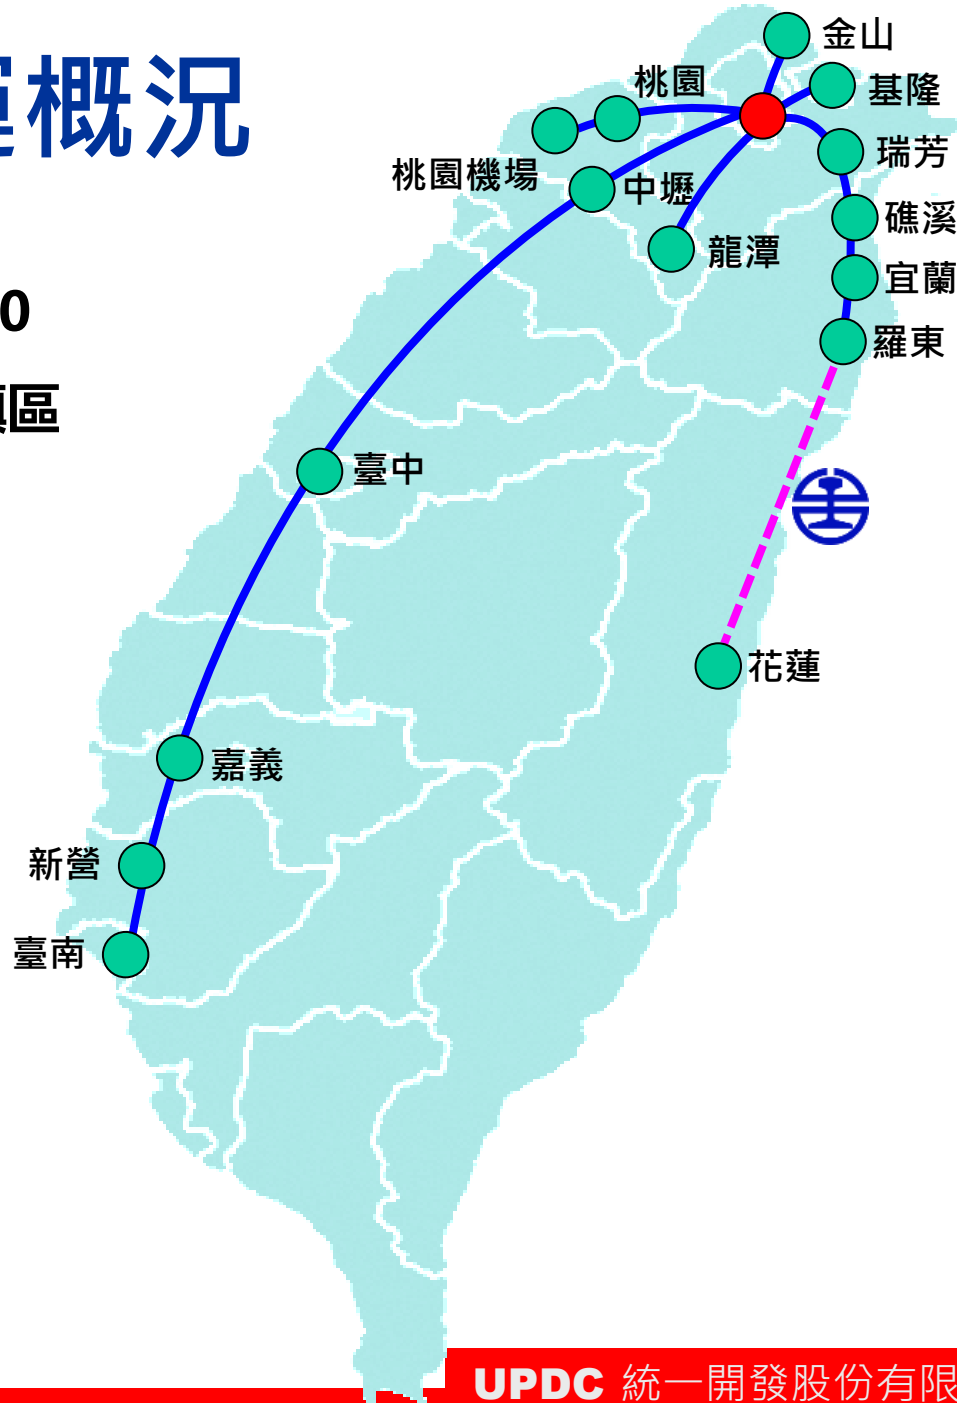 概況
金山
桃園
基隆
瑞芳
桃園機場
中壢
礁溪
龍潭
宜蘭
0
羅東
區
臺中
花蓮
嘉義
新營
臺南
UPDC 統一開發股份有限